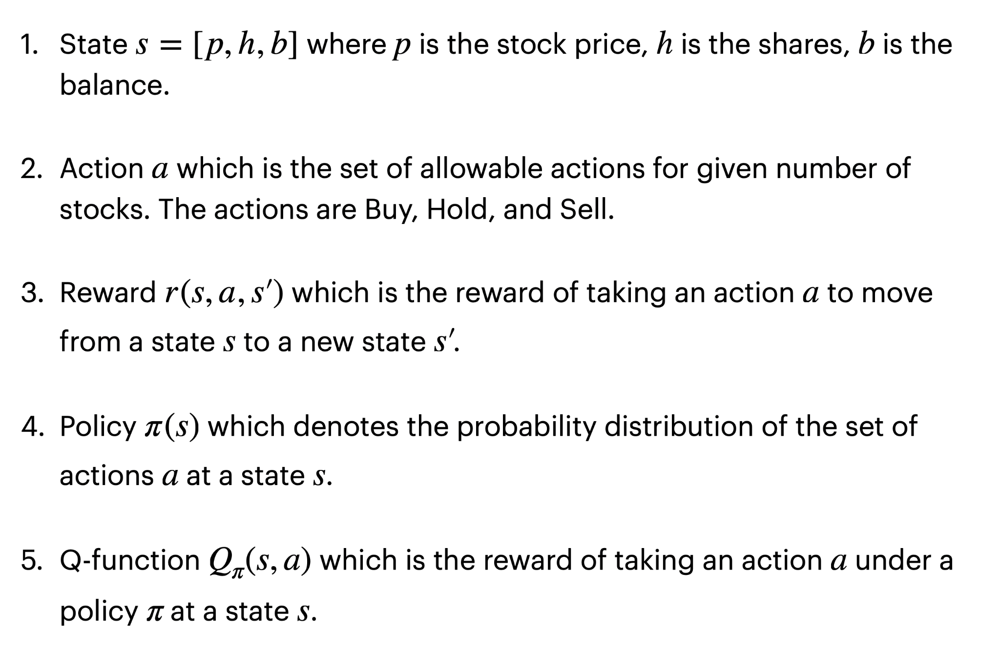 1. State s = [p, h, b] where p is the stock price, h is the shares, b is the
balance.
2. Action a which is the set of allowable actions for given number of
stocks. The actions are Buy, Hold, and Sell.
3. Reward r(s, a, s′) which is the reward of taking an action a to move
from a state s to a new state s′.
4. Policy π(s) which denotes the probability distribution of the set of
actions a at a state s.
5. Q-function Qπ(s, a) which is the reward of taking an action a under a
policy π at a state s.